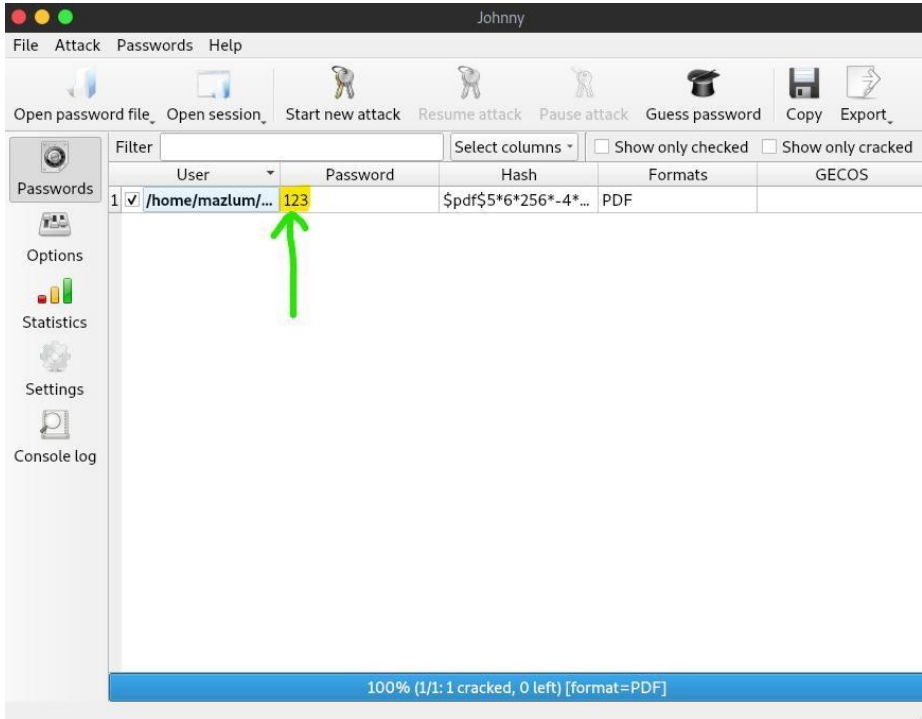 Johnny
File Attack Passwords Help
Open password file Open session Start new attack Resume attack Pause attack Guess password Copy Export
Passwords
Options
Statistics
Settings
Console log
Filter Select columns Show only checked Show only cracked
User Password Hash Formats GECOS
1 /home/mazlum/... 123 $pdf$5*6*256*-4*... PDF
100% (1/1: 1 cracked, 0 left) [format=PDF]